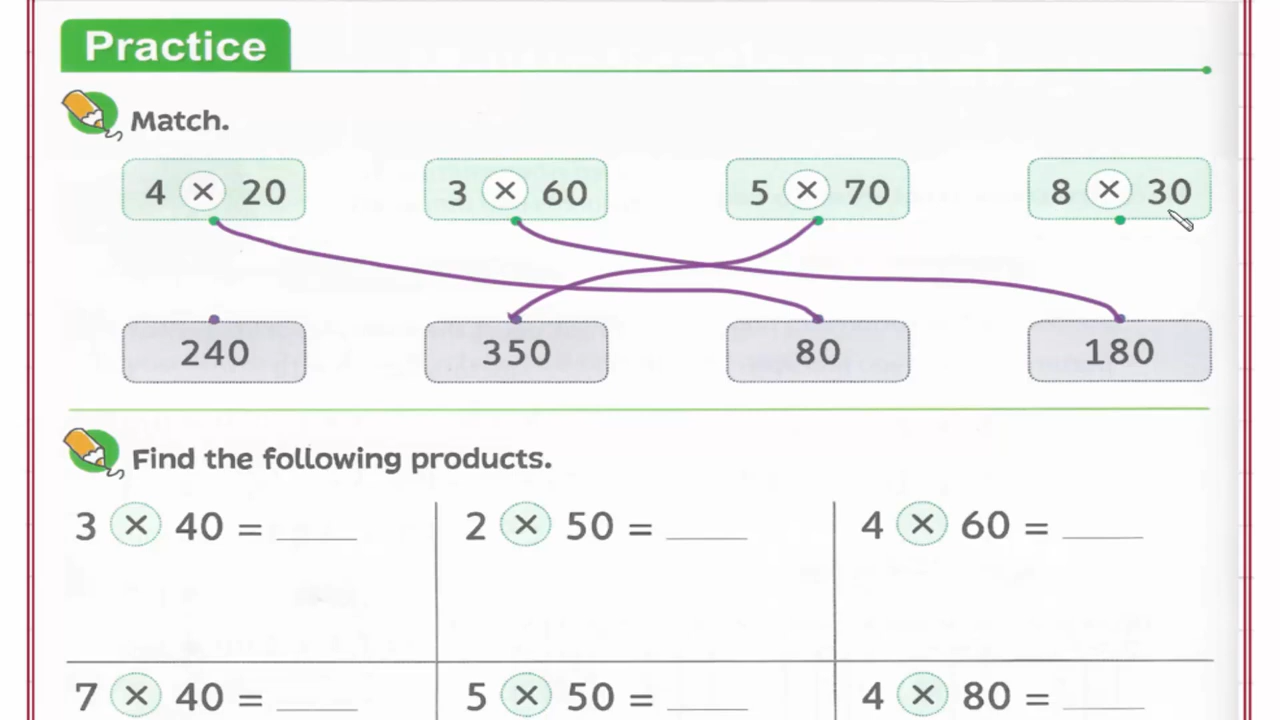 Practice
Match.
4 × 20 3 × 60 5 × 70 8 × 30
240 350 80 180
Find the following products.
3 × 40 = ____ 2 × 50 = ____ 4 × 60 = ____
7 × 40 = ____ 5 × 50 = ____ 4 × 80 = ____